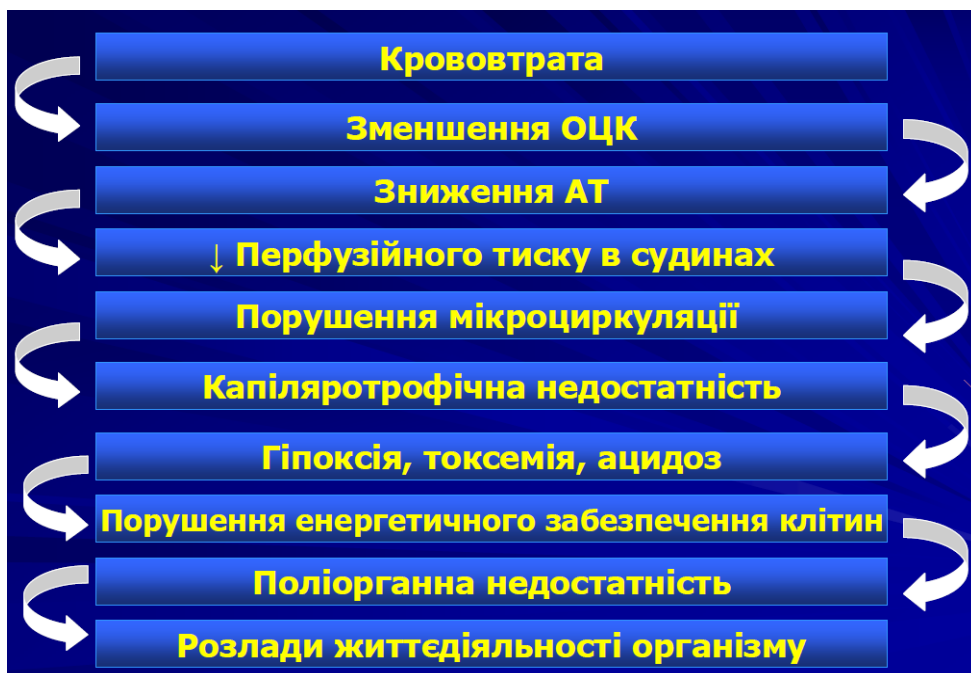 Крововтрата
Зменшення ОЦК
Зниження АТ
↓ Перфузійного тиску в судинах
Порушення мікроциркуляції
Капіляротрофічна недостатність
Гіпоксія, токсемія, ацидоз
Порушення енергетичного забезпечення клітин
Поліорганна недостатність
Розлади життєдіяльності організму